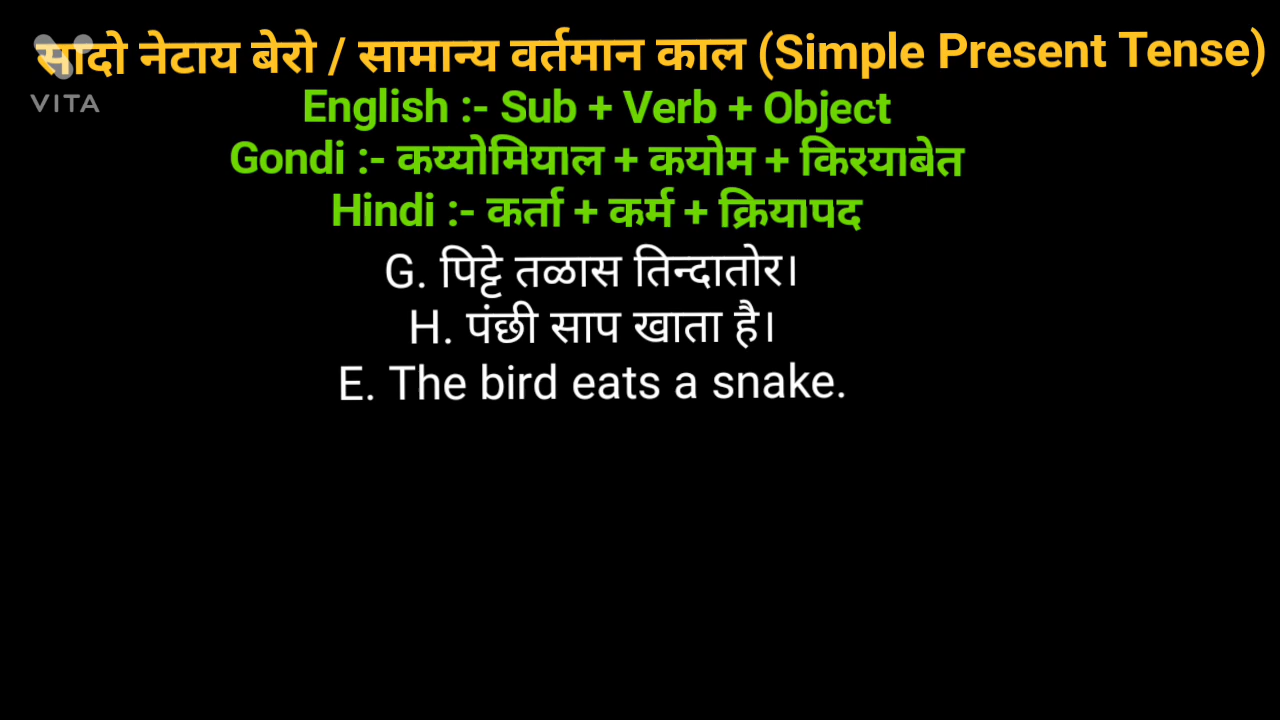 सादो नेटाय बेरो / सामान्य वर्तमान काल (Simple Present Tense)
VITA
English :- Sub + Verb + Object
Gondi :- कय्योमियाल + कयोम + किरयाबेत
Hindi :- कर्ता + कर्म + क्रियापद
G. पिट्टे तळास तिन्दातोर।
H. पंछी साप खाता है।
E. The bird eats a snake.